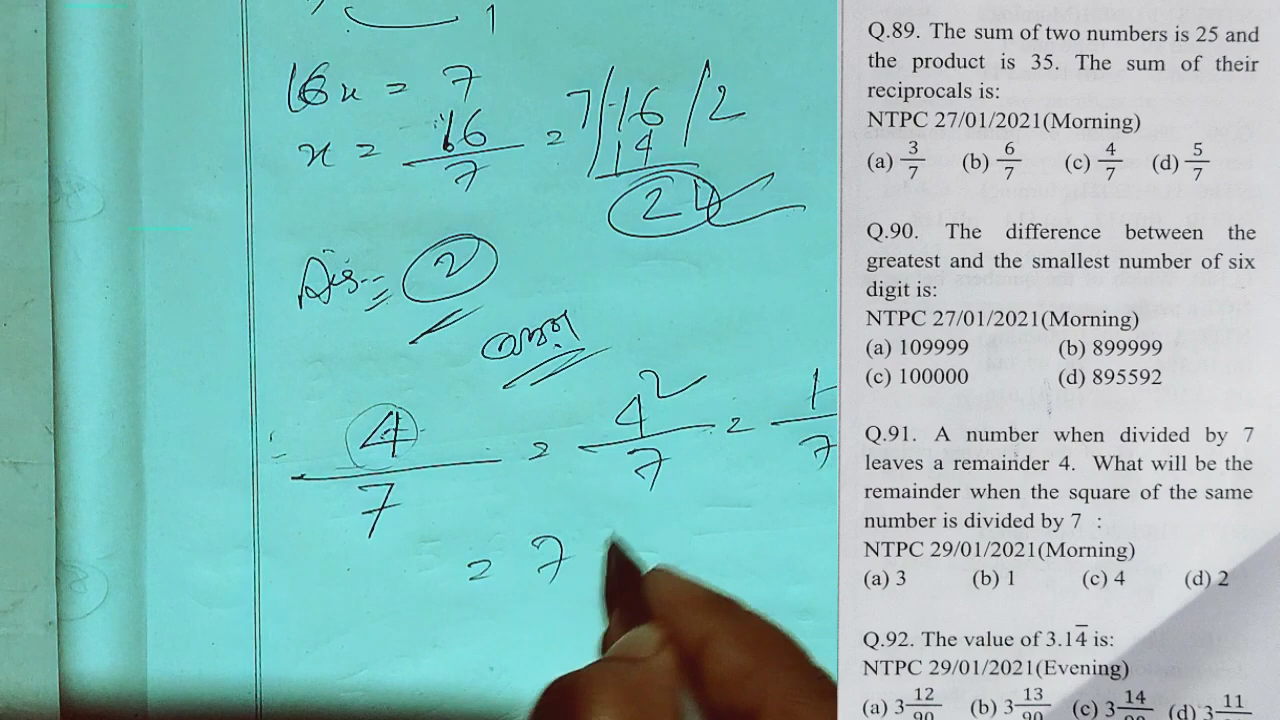 1
16x = 7
x = 16/7 = 7/16/2
14
2
Ans = 2
4/7 = 4²/7 = 1/7
= 7
Q.89. The sum of two numbers is 25 and
the product is 35. The sum of their
reciprocals is:
NTPC 27/01/2021(Morning)
(a) 3/7 (b) 6/7 (c) 4/7 (d) 5/7
Q.90. The difference between the
greatest and the smallest number of six
digit is:
NTPC 27/01/2021(Morning)
(a) 109999 (b) 899999
(c) 100000 (d) 895592
Q.91. A number when divided by 7
leaves a remainder 4. What will be the
remainder when the square of the same
number is divided by 7 :
NTPC 29/01/2021(Morning)
(a) 3 (b) 1 (c) 4 (d) 2
Q.92. The value of 3.14̅ is:
NTPC 29/01/2021(Evening)
(a) 3 12/90 (b) 3 13/90 (c) 3 14/90 (d) 3 11